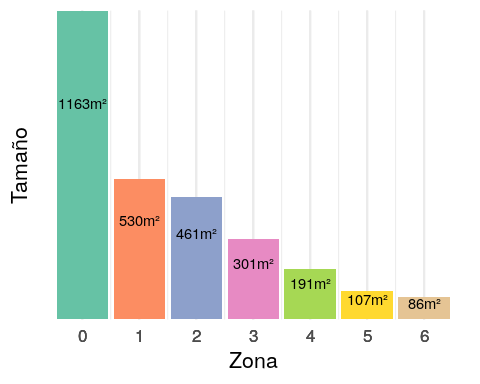 1163m²
530m²
461m²
301m²
191m²
107m²
86m²
Tamaño
0 1 2 3 4 5 6
Zona